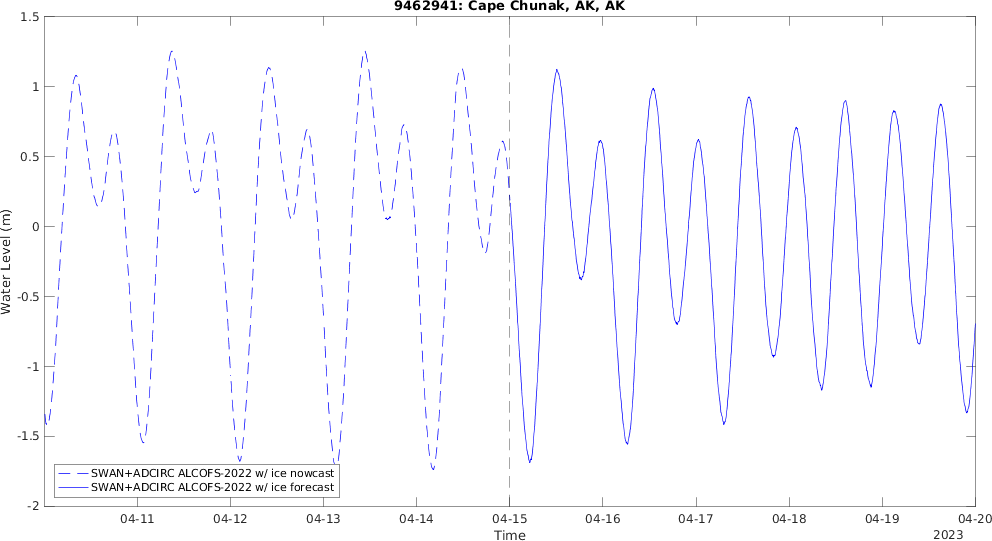 9462941: Cape Chunak, AK, AK
1.5
1
0.5
0
-0.5
-1
-1.5
-2
Water Level (m)
SWAN+ADCIRC ALCOFS-2022 w/ ice nowcast
SWAN+ADCIRC ALCOFS-2022 w/ ice forecast
04-11 04-12 04-13 04-14 04-15 04-16 04-17 04-18 04-19 04-20
Time
2023